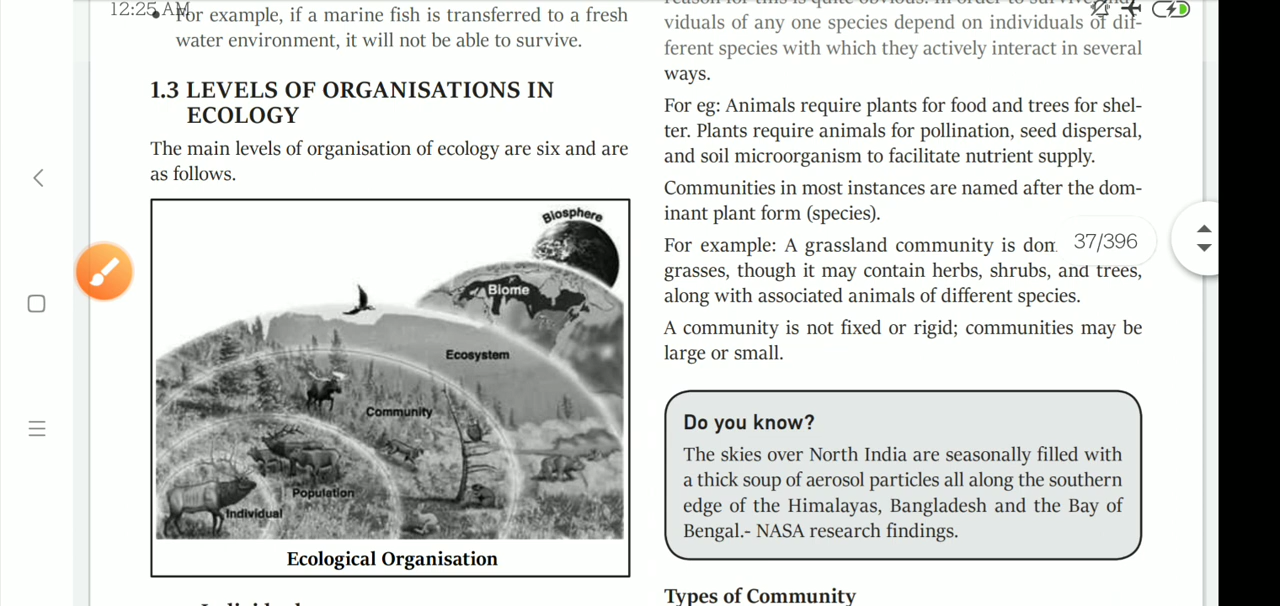 12:25 AM
For example, if a marine fish is transferred to a fresh
water environment, it will not be able to survive.
1.3 LEVELS OF ORGANISATIONS IN
ECOLOGY
The main levels of organisation of ecology are six and are
as follows.
Biosphere
Biome
Ecosystem
Community
Population
Individual
Ecological Organisation
viduals of any one species depend on individuals of dif-
ferent species with which they actively interact in several
ways.
For eg: Animals require plants for food and trees for shel-
ter. Plants require animals for pollination, seed dispersal,
and soil microorganism to facilitate nutrient supply.
Communities in most instances are named after the dom-
inant plant form (species).
For example: A grassland community is
grasses, though it may contain herbs, shrubs, and trees,
along with associated animals of different species.
A community is not fixed or rigid; communities may be
large or small.
37/396
Do you know?
The skies over North India are seasonally filled with
a thick soup of aerosol particles all along the southern
edge of the Himalayas, Bangladesh and the Bay of
Bengal.- NASA research findings.
Types of Community